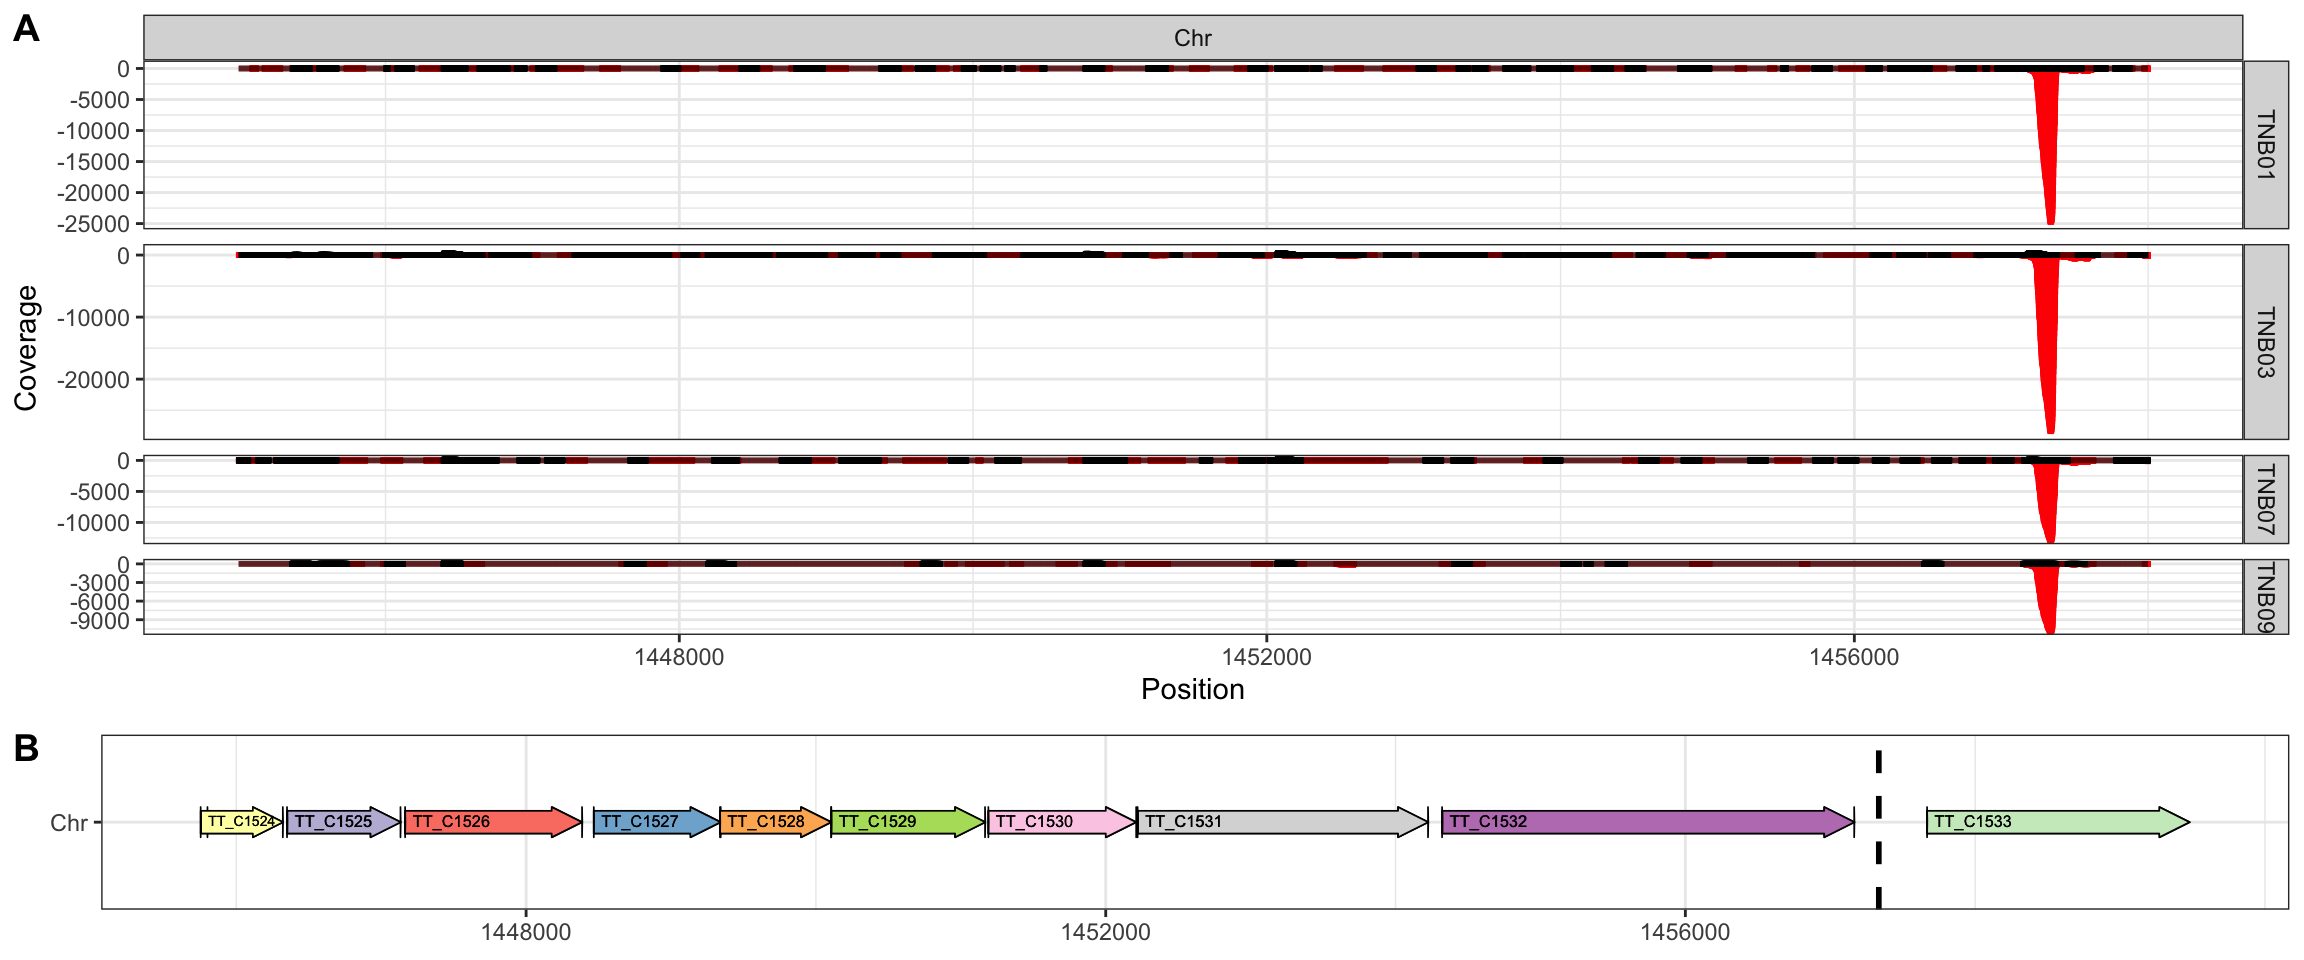 A
Chr
0
-5000
-10000
-15000
-20000
-25000
TNB01
0
-10000
-20000
TNB03
0
-5000
-10000
TNB07
0
-3000
-6000
-9000
TNB09
Coverage
1448000 1452000 1456000
Position
B
Chr
TT_C1524 TT_C1525 TT_C1526 TT_C1527 TT_C1528 TT_C1529 TT_C1530 TT_C1531 TT_C1532 TT_C1533
1448000 1452000 1456000